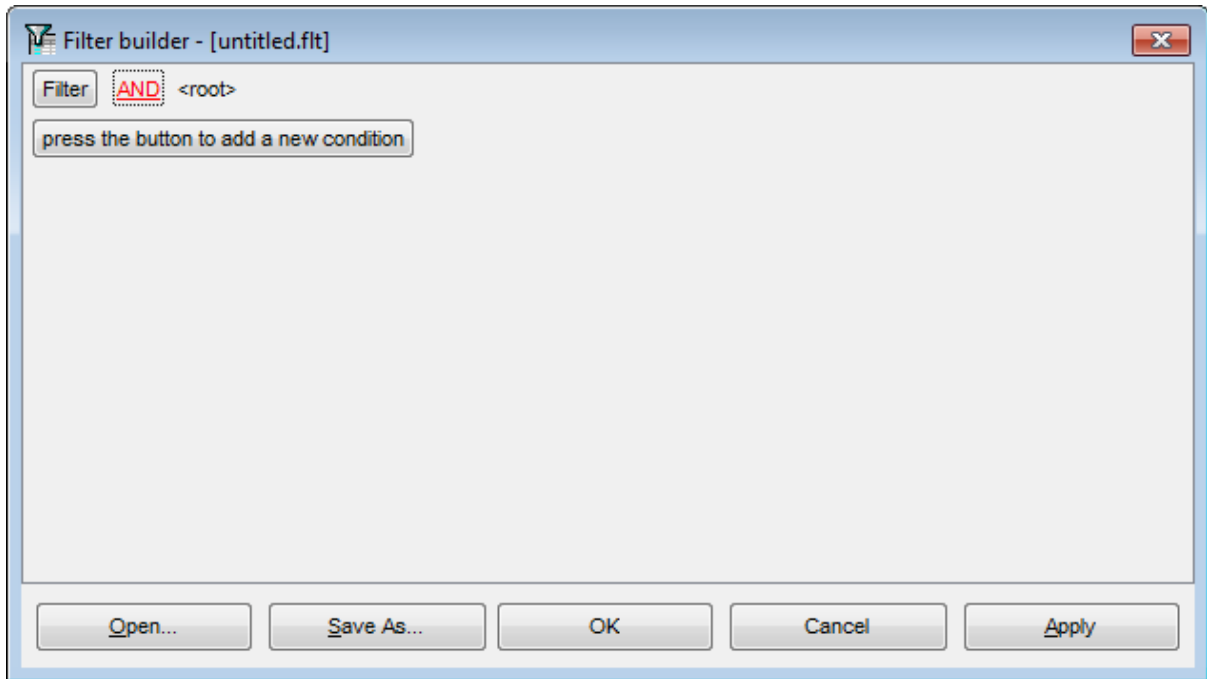 Filter builder - [untitled.flt]
Filter AND <root>
press the button to add a new condition
Open... Save As... OK Cancel Apply